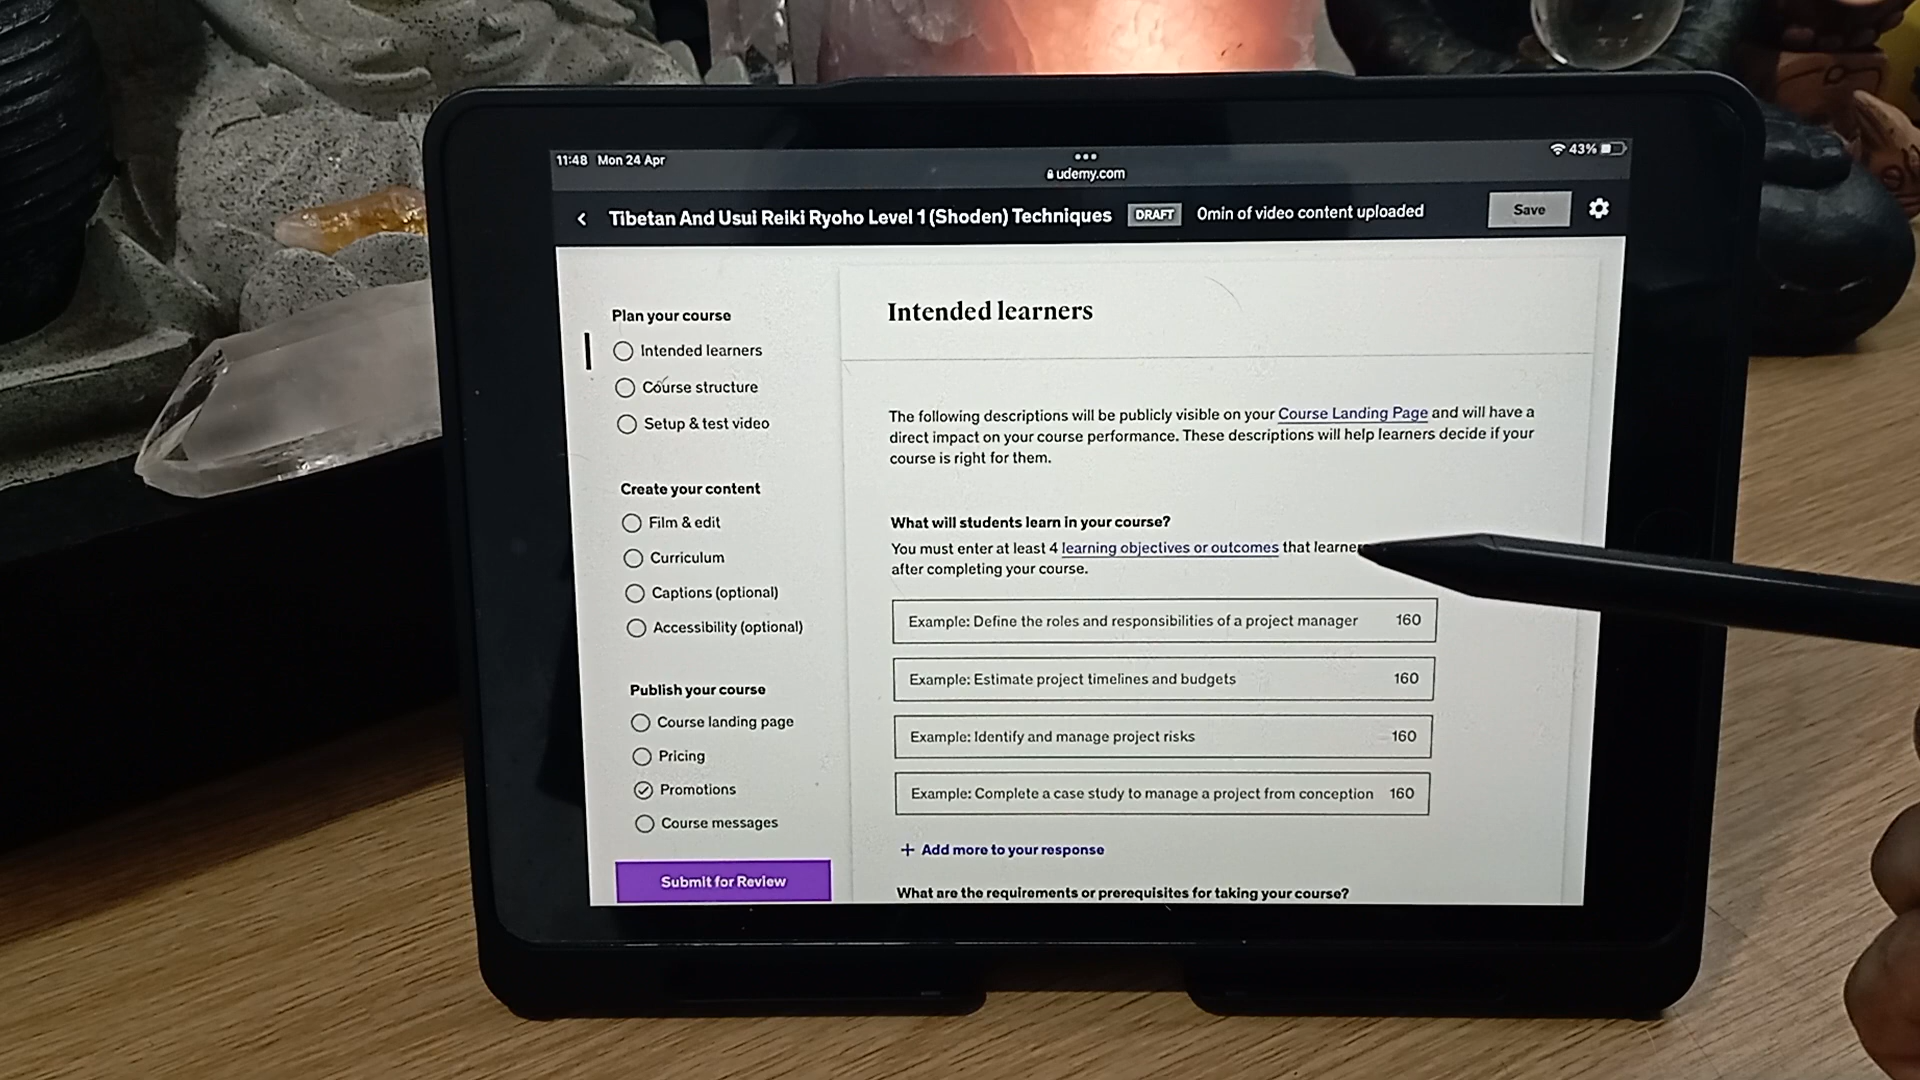 11:48 Mon 24 Apr
43%
udemy.com
Tibetan And Usui Reiki Ryoho Level 1 (Shoden) Techniques DRAFT 0min of video content uploaded Save
Plan your course
Intended learners
Course structure
Setup & test video
Create your content
Film & edit
Curriculum
Captions (optional)
Accessibility (optional)
Publish your course
Course landing page
Pricing
Promotions
Course messages
Submit for Review
Intended learners
The following descriptions will be publicly visible on your Course Landing Page and will have a
direct impact on your course performance. These descriptions will help learners decide if your
course is right for them.
What will students learn in your course?
You must enter at least 4 learning objectives or outcomes that learner
after completing your course.
Example: Define the roles and responsibilities of a project manager 160
Example: Estimate project timelines and budgets 160
Example: Identify and manage project risks 160
Example: Complete a case study to manage a project from conception 160
+ Add more to your response
What are the requirements or prerequisites for taking your course?